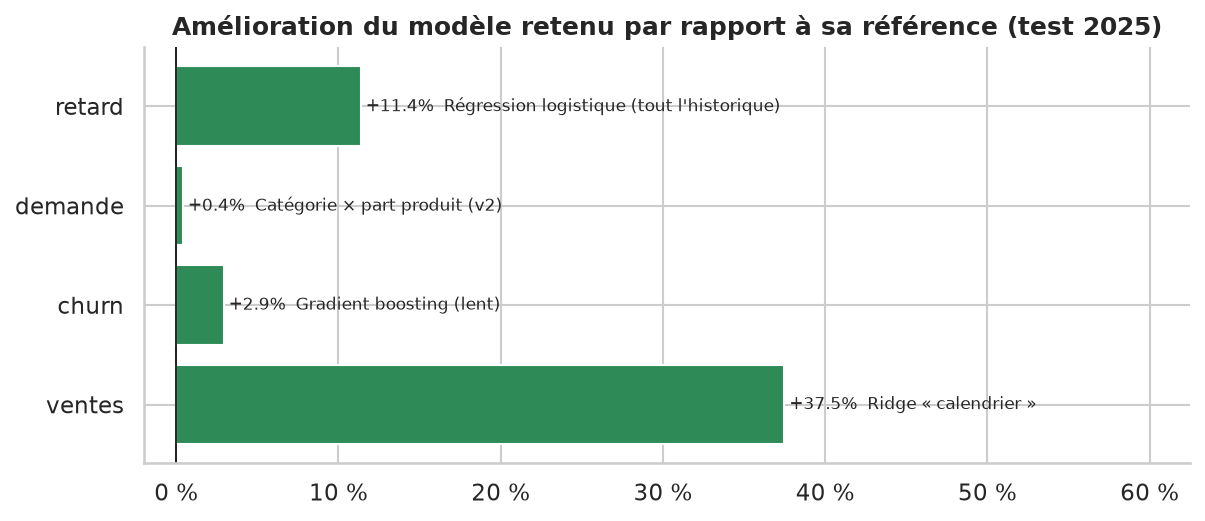 Amélioration du modèle retenu par rapport à sa référence (test 2025)
retard
+11.4%  Régression logistique (tout l'historique)
demande
+0.4%  Catégorie × part produit (v2)
churn
+2.9%  Gradient boosting (lent)
ventes
+37.5%  Ridge « calendrier »
0 % 10 % 20 % 30 % 40 % 50 % 60 %